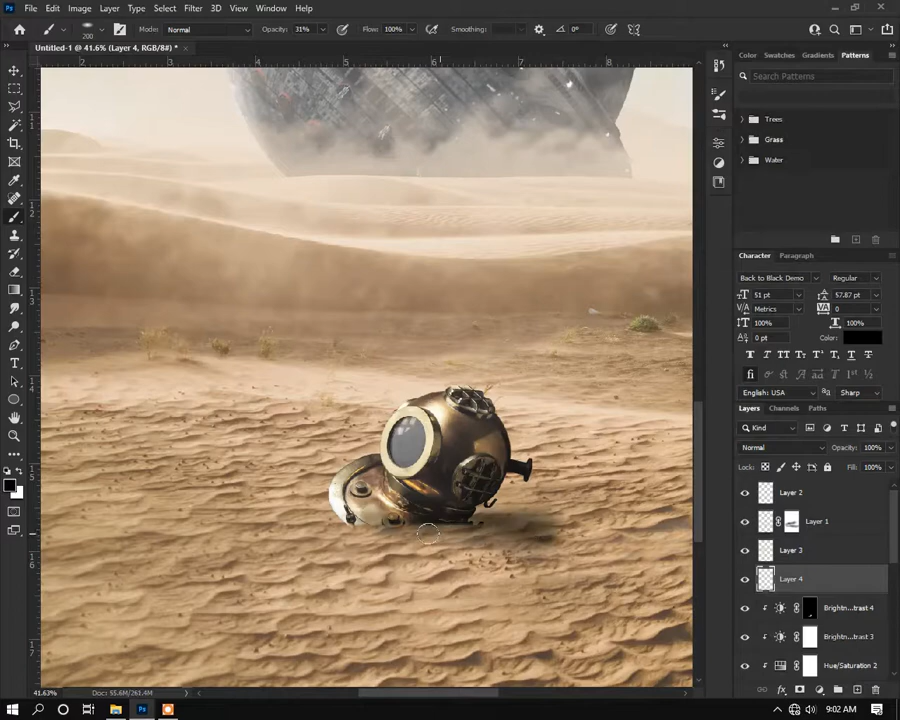 Ps File Edit Image Layer Type Select Filter 3D View Window Help
200 Mode: Normal Opacity: 31% Flow: 100% Smoothing: 0°
Untitled-1 @ 41.6% (Layer 4, RGB/8#) *
Color Swatches Gradients Patterns
Search Patterns
Trees
Grass
Water
Character Paragraph
Back to Black Demo Regular
51 pt 57.87 pt
Metrics 0
100% 100%
0 pt Color:
English: USA Sharp
Layers Channels Paths
Kind
Normal Opacity: 100%
Lock: Fill: 100%
Layer 2
Layer 1
Layer 3
Layer 4
Brightn...trast 4
Brightn...trast 3
Hue/Saturation 2
41.63% Doc: 55.6M/261.4M
9:02 AM